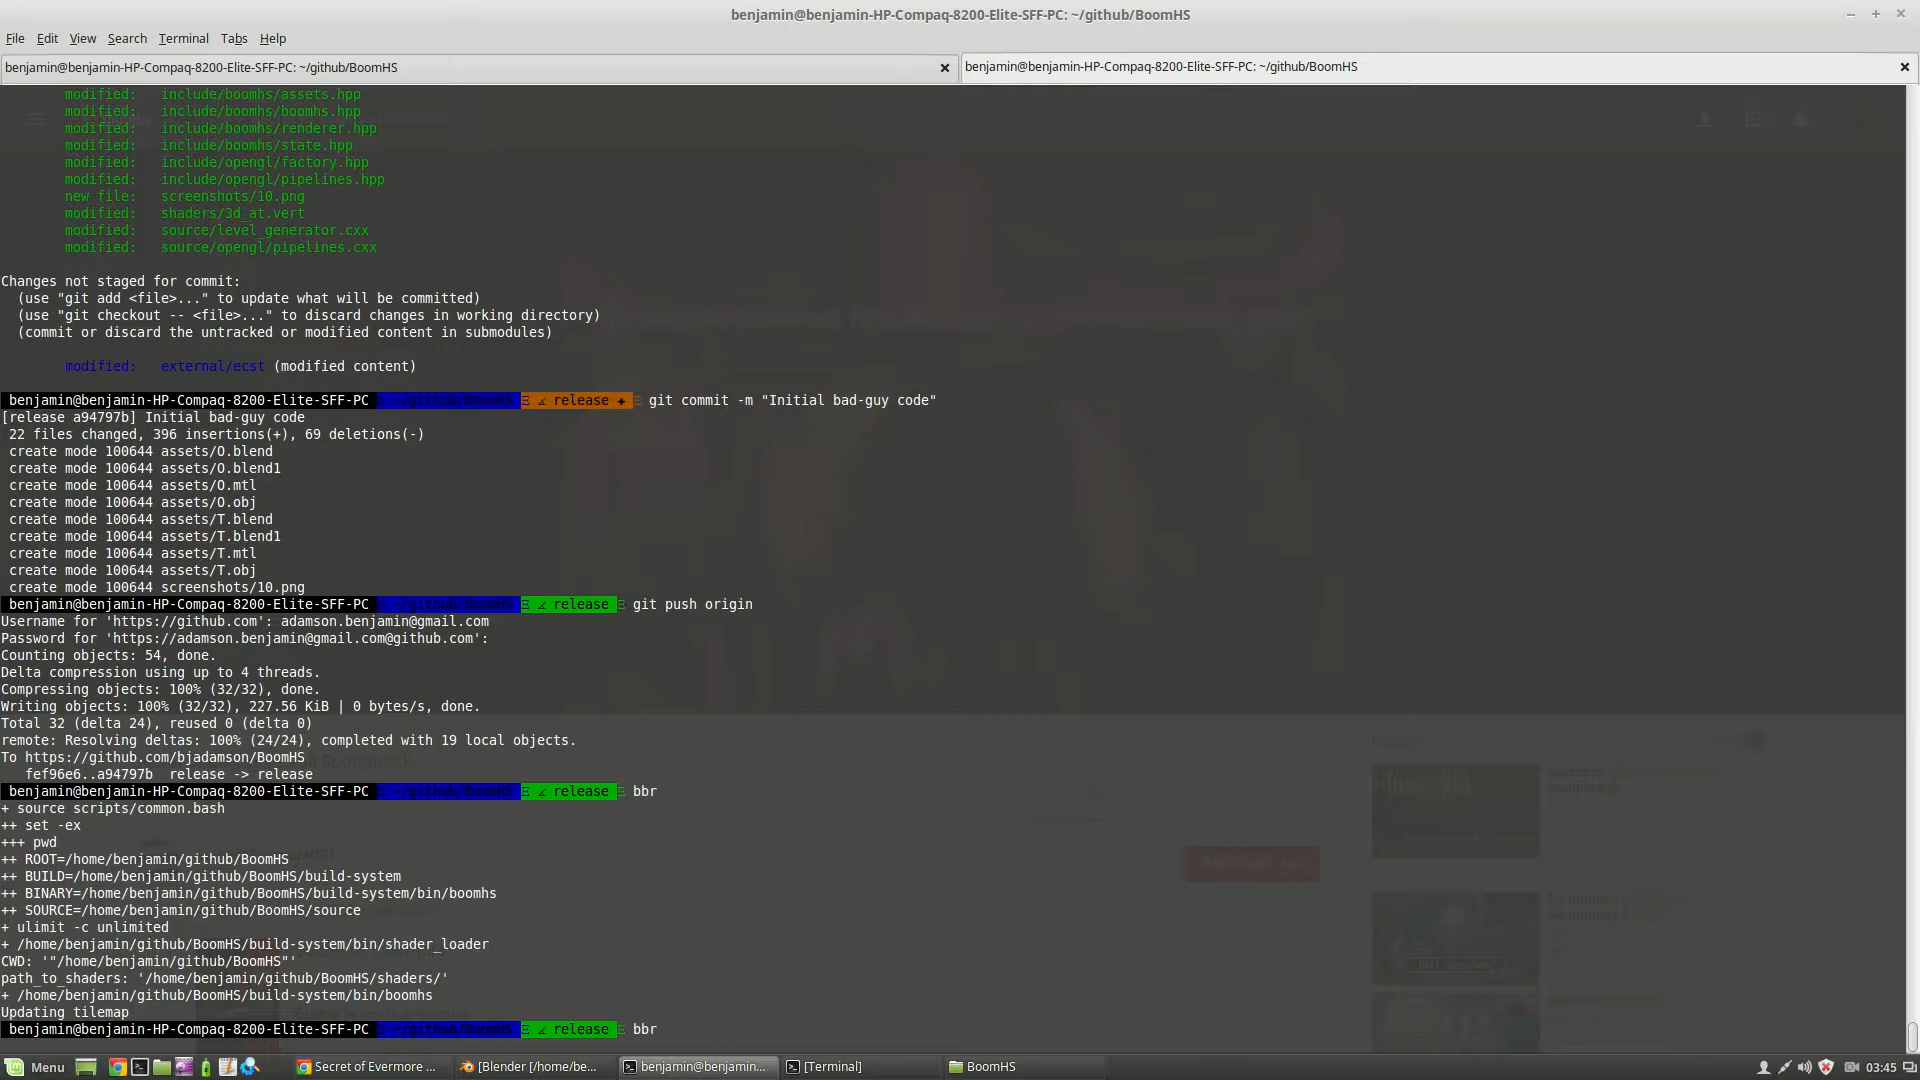 benjamin@benjamin-HP-Compaq-8200-Elite-SFF-PC: ~/github/BoomHS
File Edit View Search Terminal Tabs Help
benjamin@benjamin-HP-Compaq-8200-Elite-SFF-PC: ~/github/BoomHS
benjamin@benjamin-HP-Compaq-8200-Elite-SFF-PC: ~/github/BoomHS
modified: include/boomhs/assets.hpp
modified: include/boomhs/boomhs.hpp
modified: include/boomhs/renderer.hpp
modified: include/boomhs/state.hpp
modified: include/opengl/factory.hpp
modified: include/opengl/pipelines.hpp
new file: screenshots/10.png
modified: shaders/3d_at.vert
modified: source/level_generator.cxx
modified: source/opengl/pipelines.cxx
Changes not staged for commit:
(use "git add <file>..." to update what will be committed)
(use "git checkout -- <file>..." to discard changes in working directory)
(commit or discard the untracked or modified content in submodules)
modified: external/ecst (modified content)
benjamin@benjamin-HP-Compaq-8200-Elite-SFF-PC ~/github/BoomHS release + git commit -m "Initial bad-guy code"
[release a94797b] Initial bad-guy code
22 files changed, 396 insertions(+), 69 deletions(-)
create mode 100644 assets/O.blend
create mode 100644 assets/O.blend1
create mode 100644 assets/O.mtl
create mode 100644 assets/O.obj
create mode 100644 assets/T.blend
create mode 100644 assets/T.blend1
create mode 100644 assets/T.mtl
create mode 100644 assets/T.obj
create mode 100644 screenshots/10.png
benjamin@benjamin-HP-Compaq-8200-Elite-SFF-PC ~/github/BoomHS release git push origin
Username for 'https://github.com': adamson.benjamin@gmail.com
Password for 'https://adamson.benjamin@gmail.com@github.com':
Counting objects: 54, done.
Delta compression using up to 4 threads.
Compressing objects: 100% (32/32), done.
Writing objects: 100% (32/32), 227.56 KiB | 0 bytes/s, done.
Total 32 (delta 24), reused 0 (delta 0)
remote: Resolving deltas: 100% (24/24), completed with 19 local objects.
To https://github.com/bjadamson/BoomHS
fef96e6..a94797b release -> release
benjamin@benjamin-HP-Compaq-8200-Elite-SFF-PC ~/github/BoomHS release bbr
+ source scripts/common.bash
++ set -ex
+++ pwd
++ ROOT=/home/benjamin/github/BoomHS
++ BUILD=/home/benjamin/github/BoomHS/build-system
++ BINARY=/home/benjamin/github/BoomHS/build-system/bin/boomhs
++ SOURCE=/home/benjamin/github/BoomHS/source
+ ulimit -c unlimited
+ /home/benjamin/github/BoomHS/build-system/bin/shader_loader
CWD: '"/home/benjamin/github/BoomHS"'
path_to_shaders: '/home/benjamin/github/BoomHS/shaders/'
+ /home/benjamin/github/BoomHS/build-system/bin/boomhs
Updating tilemap
benjamin@benjamin-HP-Compaq-8200-Elite-SFF-PC ~/github/BoomHS release bbr
Menu Secret of Evermore ... [Blender [/home/be... benjamin@benjamin... [Terminal] BoomHS 03:45